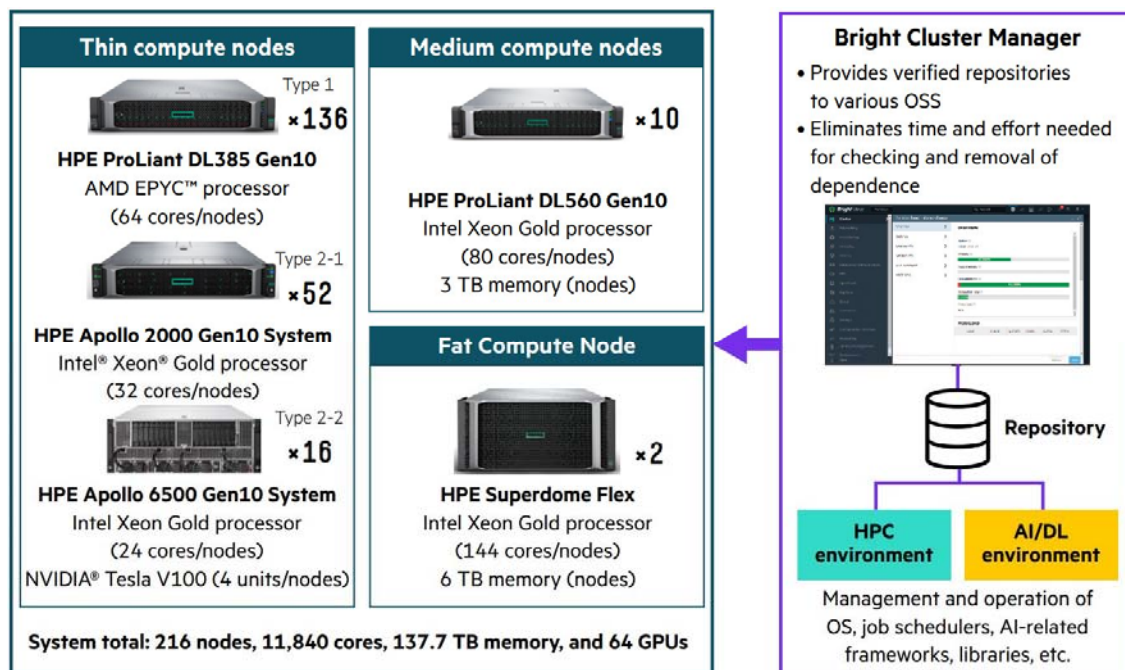 Thin compute nodes
Type 1
×136
HPE ProLiant DL385 Gen10
AMD EPYC™ processor
(64 cores/nodes)
Type 2-1
×52
HPE Apollo 2000 Gen10 System
Intel® Xeon® Gold processor
(32 cores/nodes)
Type 2-2
×16
HPE Apollo 6500 Gen10 System
Intel Xeon Gold processor
(24 cores/nodes)
NVIDIA® Tesla V100 (4 units/nodes)
Medium compute nodes
×10
HPE ProLiant DL560 Gen10
Intel Xeon Gold processor
(80 cores/nodes)
3 TB memory (nodes)
Fat Compute Node
×2
HPE Superdome Flex
Intel Xeon Gold processor
(144 cores/nodes)
6 TB memory (nodes)
System total: 216 nodes, 11,840 cores, 137.7 TB memory, and 64 GPUs
Bright Cluster Manager
• Provides verified repositories
to various OSS
• Eliminates time and effort needed
for checking and removal of
dependence
Repository
HPC
environment
AI/DL
environment
Management and operation of
OS, job schedulers, AI-related
frameworks, libraries, etc.